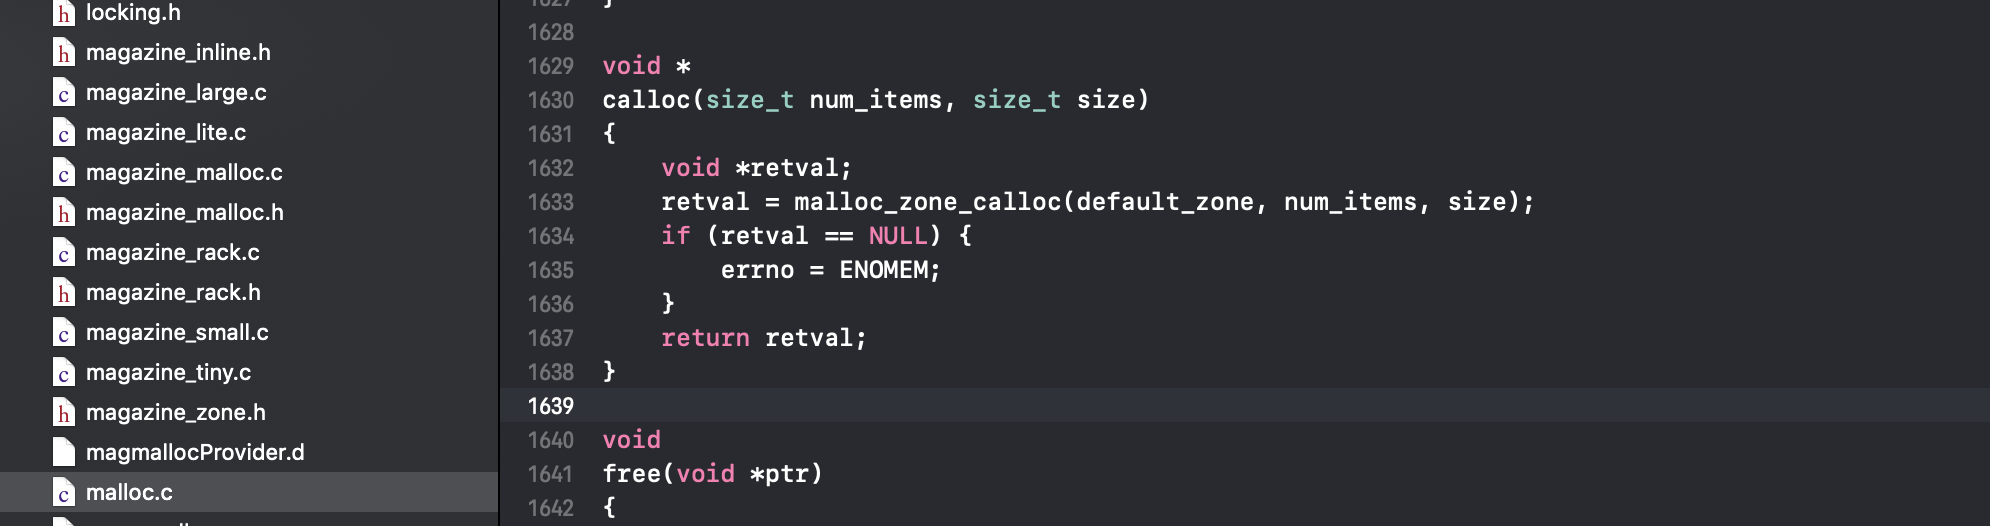 locking.h
magazine_inline.h
magazine_large.c
magazine_lite.c
magazine_malloc.c
magazine_malloc.h
magazine_rack.c
magazine_rack.h
magazine_small.c
magazine_tiny.c
magazine_zone.h
magmallocProvider.d
malloc.c
1627 }
1628
1629 void *
1630 calloc(size_t num_items, size_t size)
1631 {
1632     void *retval;
1633     retval = malloc_zone_calloc(default_zone, num_items, size);
1634     if (retval == NULL) {
1635         errno = ENOMEM;
1636     }
1637     return retval;
1638 }
1639
1640 void
1641 free(void *ptr)
1642 {